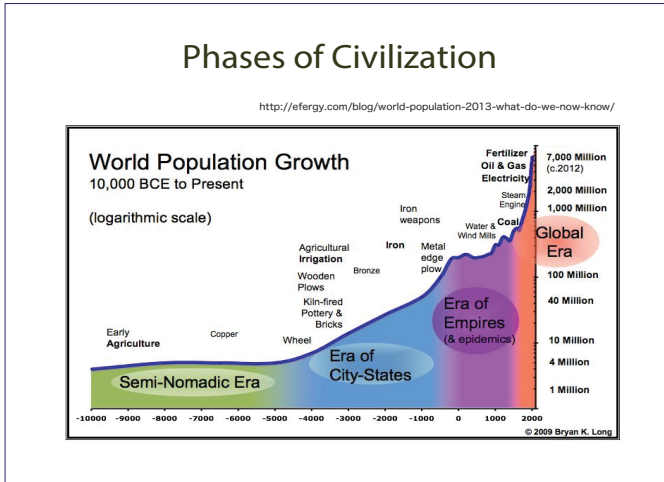 Phases of Civilization
http://efergy.com/blog/world-population-2013-what-do-we-now-know/
World Population Growth
10,000 BCE to Present
(logarithmic scale)
Early
Agriculture
Copper
Wheel
Kiln-fired
Pottery &
Bricks
Wooden
Plows
Agricultural
Irrigation
Bronze
Iron
Iron
weapons
Metal
edge
plow
Water &
Wind Mills
Coal
Steam
Engine
Fertilizer
Oil & Gas
Electricity
Semi-Nomadic Era
Era of
City-States
Era of
Empires
(& epidemics)
Global
Era
7,000 Million
(c.2012)
2,000 Million
1,000 Million
100 Million
40 Million
10 Million
4 Million
1 Million
-10000 -9000 -8000 -7000 -6000 -5000 -4000 -3000 -2000 -1000 0 1000 2000
© 2009 Bryan K. Long